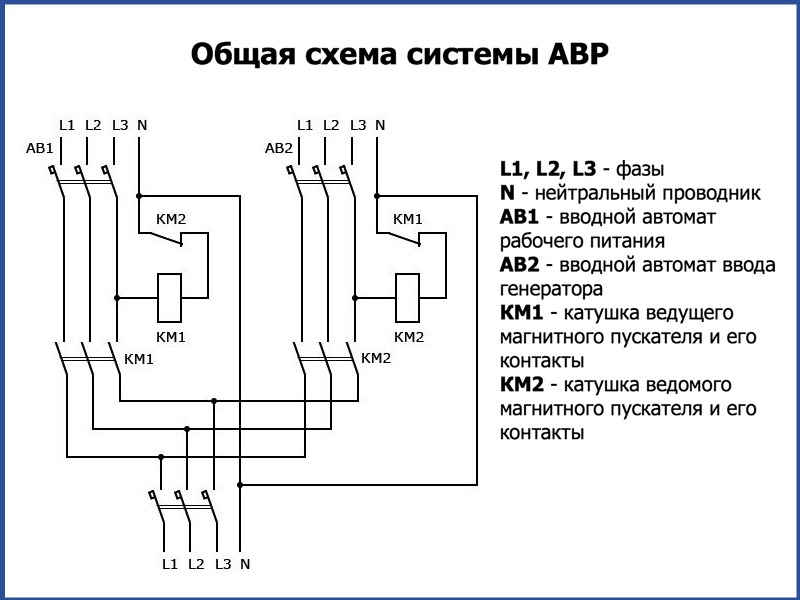 Общая схема системы АВР
L1 L2 L3 N
L1 L2 L3 N
АВ1
АВ2
КМ2
КМ1
КМ1
КМ2
КМ1
КМ2
L1 L2 L3 N
L1, L2, L3 - фазы
N - нейтральный проводник
АВ1 - вводной автомат
рабочего питания
АВ2 - вводной автомат ввода
генератора
КМ1 - катушка ведущего
магнитного пускателя и его
контакты
КМ2 - катушка ведомого
магнитного пускателя и его
контакты